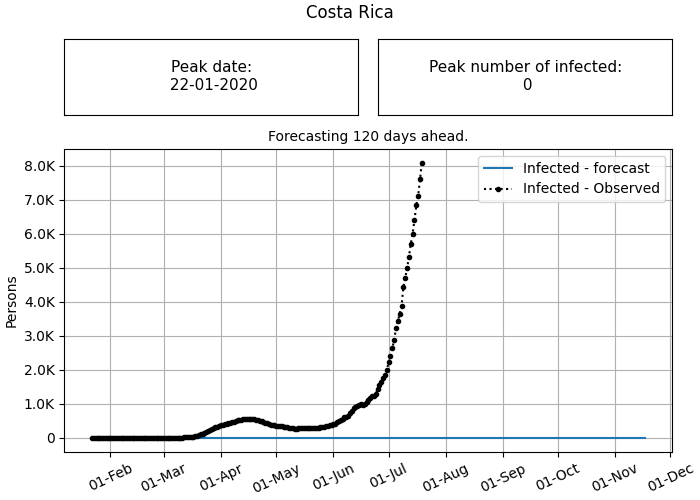 Costa Rica
Peak date:
22-01-2020
Peak number of infected:
0
Forecasting 120 days ahead.
Infected - forecast
Infected - Observed
Persons
8.0K
7.0K
6.0K
5.0K
4.0K
3.0K
2.0K
1.0K
0
01-Feb
01-Mar
01-Apr
01-May
01-Jun
01-Jul
01-Aug
01-Sep
01-Oct
01-Nov
01-Dec